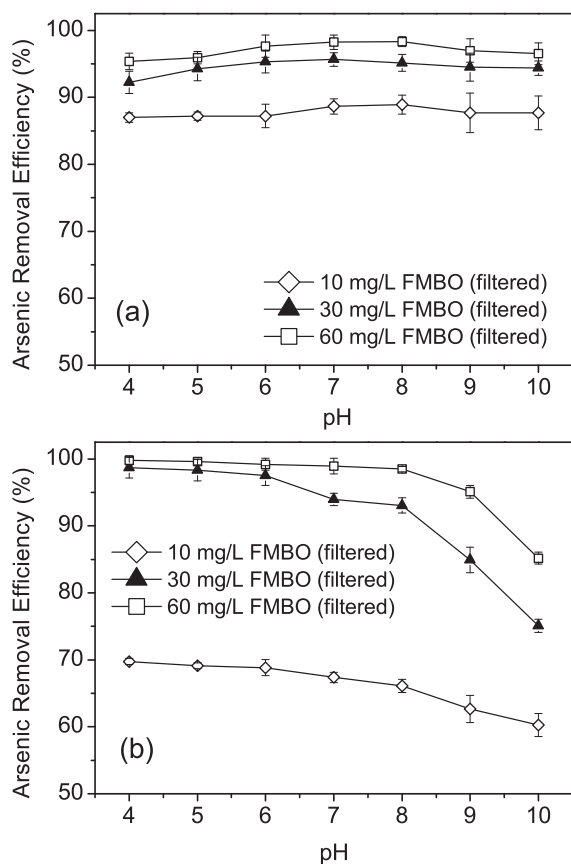 Arsenic Removal Efficiency (%)
100
90
80
70
60
50
10 mg/L FMBO (filtered)
30 mg/L FMBO (filtered)
60 mg/L FMBO (filtered)
(a)
4 5 6 7 8 9 10
pH
Arsenic Removal Efficiency (%)
100
90
80
70
60
50
10 mg/L FMBO (filtered)
30 mg/L FMBO (filtered)
60 mg/L FMBO (filtered)
(b)
4 5 6 7 8 9 10
pH